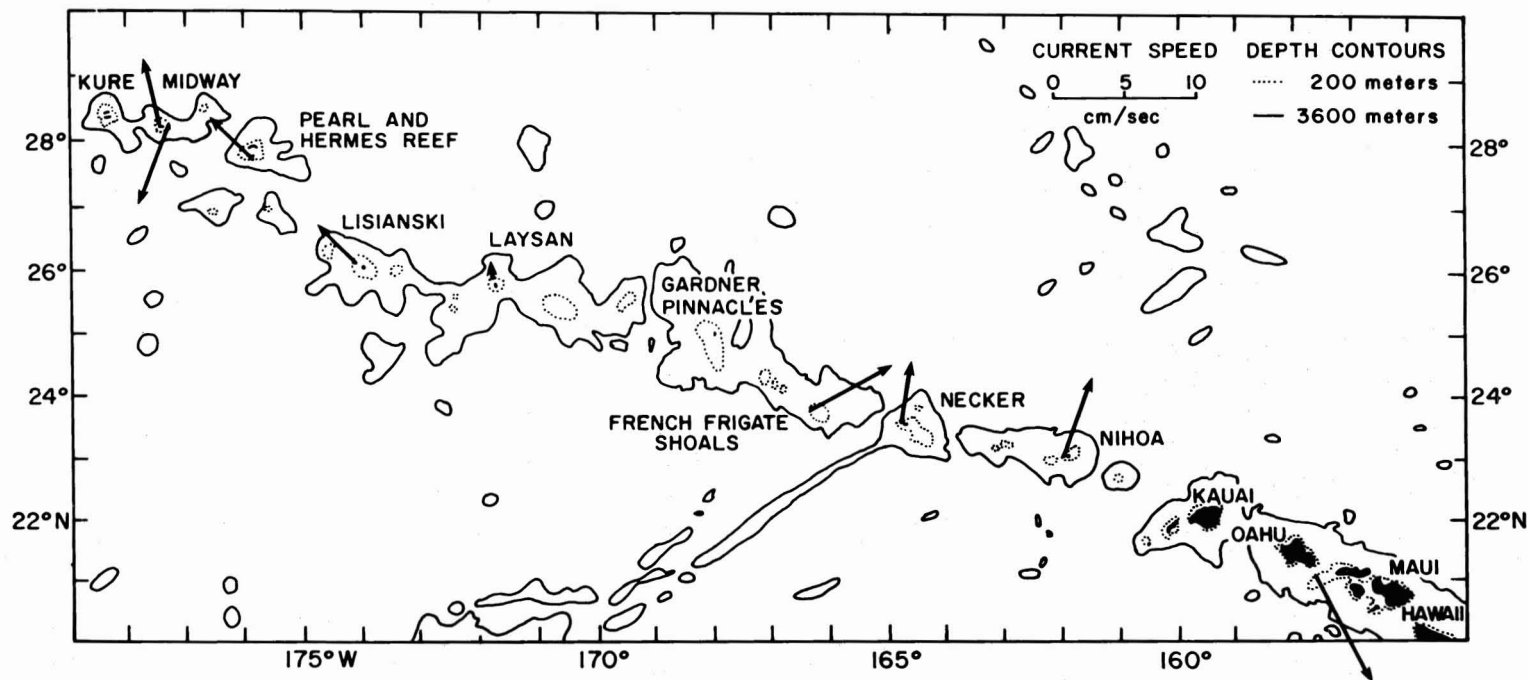 CURRENT SPEED
0 5 10
cm/sec
DEPTH CONTOURS
200 meters
3600 meters
KURE MIDWAY
PEARL AND
HERMES REEF
LISIANSKI
LAYSAN
GARDNER
PINNACLES
FRENCH FRIGATE
SHOALS
NECKER
NIHOA
KAUAI
OAHU
MAUI
HAWAII
28°
26°
24°
22°N
28°
26°
24°
22°N
175°W 170° 165° 160°